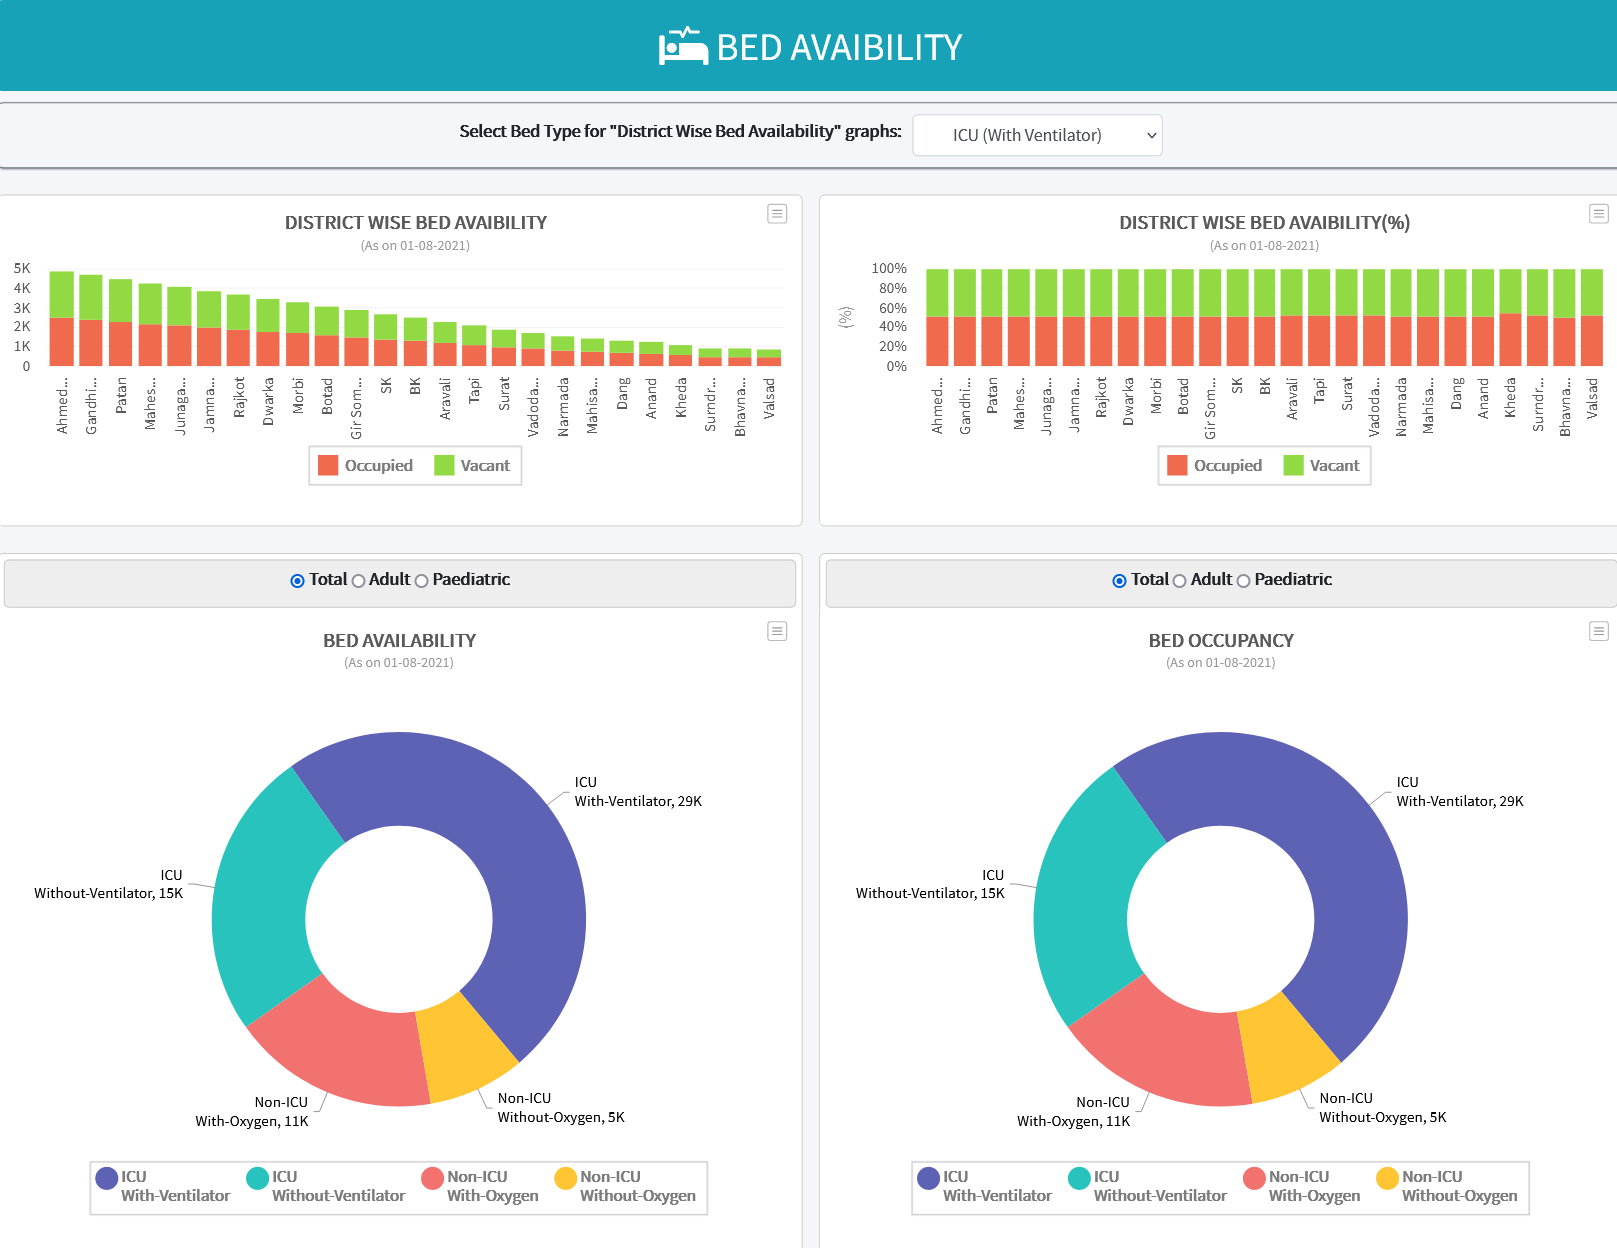 BED AVAIBILITY
Select Bed Type for "District Wise Bed Availability" graphs:
ICU (With Ventilator)
DISTRICT WISE BED AVAIBILITY
(As on 01-08-2021)
5K
4K
3K
2K
1K
0
Ahmed...
Gandhi...
Patan
Mahes...
Junaga...
Jamna...
Rajkot
Dwarka
Morbi
Botad
Gir Som...
SK
BK
Aravali
Tapi
Surat
Vadoda...
Narmada
Mahisa...
Dang
Anand
Kheda
Surndr...
Bhavna...
Valsad
Occupied
Vacant
DISTRICT WISE BED AVAIBILITY(%)
(As on 01-08-2021)
(%)
100%
80%
60%
40%
20%
0%
Ahmed...
Gandhi...
Patan
Mahes...
Junaga...
Jamna...
Rajkot
Dwarka
Morbi
Botad
Gir Som...
SK
BK
Aravali
Tapi
Surat
Vadoda...
Narmada
Mahisa...
Dang
Anand
Kheda
Surndr...
Bhavna...
Valsad
Occupied
Vacant
Total Adult Paediatric
BED AVAILABILITY
(As on 01-08-2021)
ICU
With-Ventilator, 29K
ICU
Without-Ventilator, 15K
Non-ICU
With-Oxygen, 11K
Non-ICU
Without-Oxygen, 5K
ICU
With-Ventilator
ICU
Without-Ventilator
Non-ICU
With-Oxygen
Non-ICU
Without-Oxygen
Total Adult Paediatric
BED OCCUPANCY
(As on 01-08-2021)
ICU
With-Ventilator, 29K
ICU
Without-Ventilator, 15K
Non-ICU
With-Oxygen, 11K
Non-ICU
Without-Oxygen, 5K
ICU
With-Ventilator
ICU
Without-Ventilator
Non-ICU
With-Oxygen
Non-ICU
Without-Oxygen